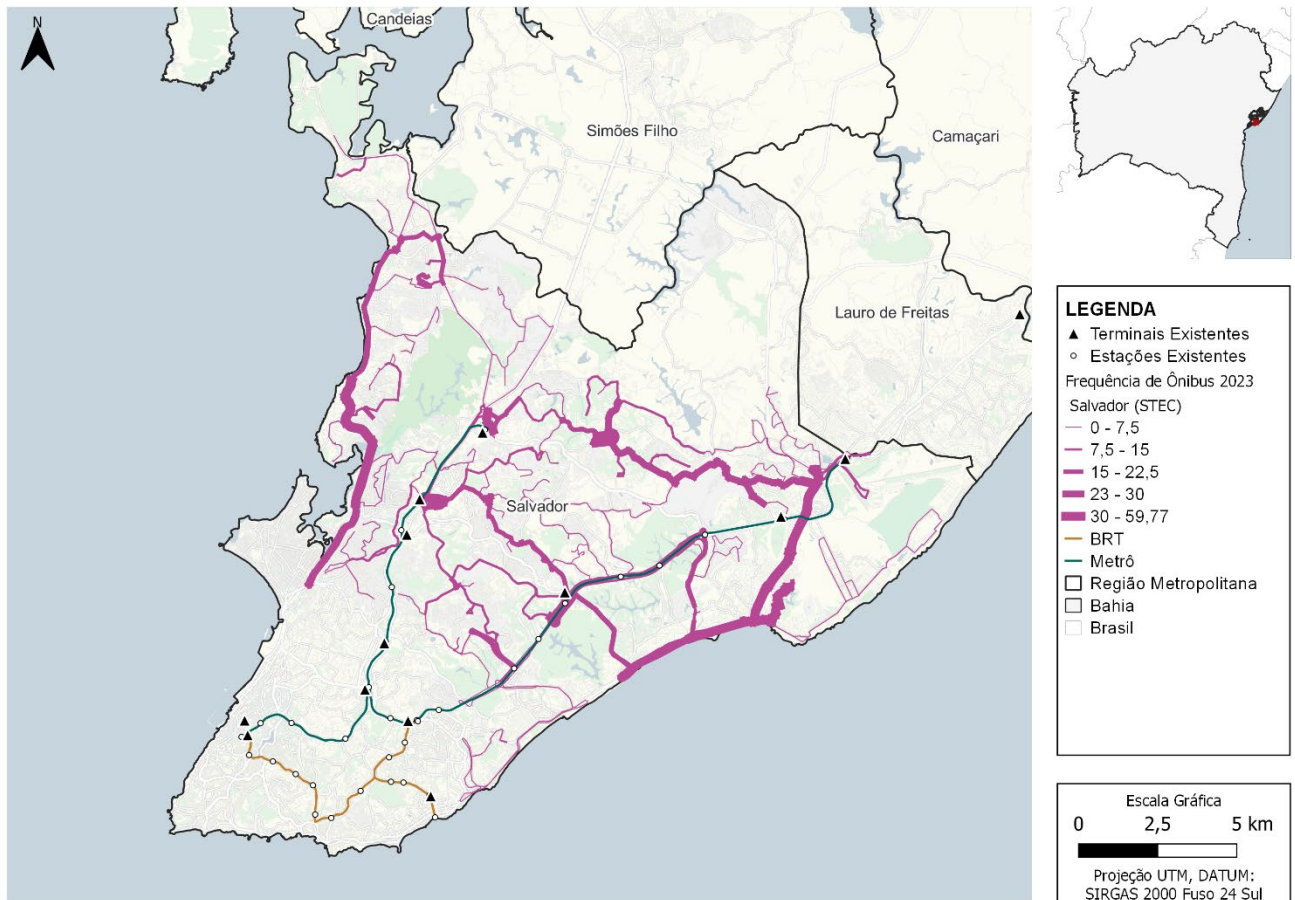 N
Candeias
Simões Filho
Camaçari
Lauro de Freitas
Salvador
LEGENDA
Terminais Existentes
Estações Existentes
Frequência de Ônibus 2023
Salvador (STEC)
0 - 7,5
7,5 - 15
15 - 22,5
23 - 30
30 - 59,77
BRT
Metrô
Região Metropolitana
Bahia
Brasil
Escala Gráfica
0 2,5 5 km
Projeção UTM, DATUM:
SIRGAS 2000 Fuso 24 Sul